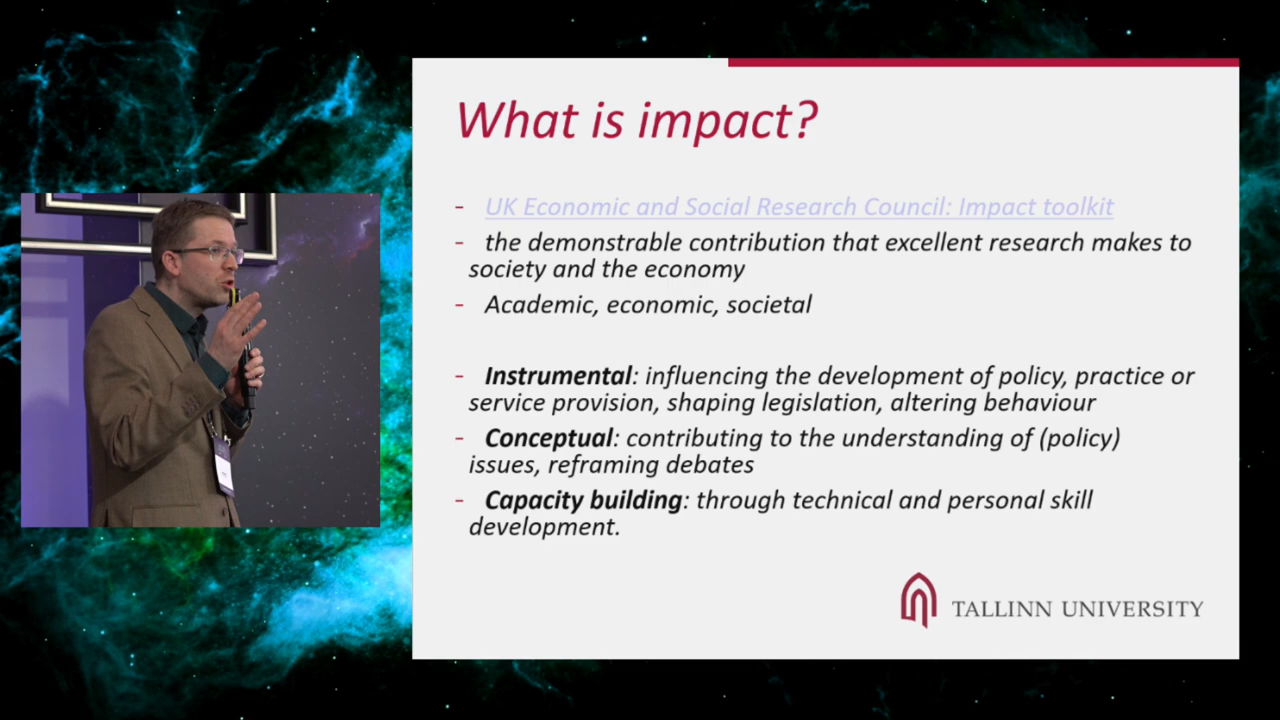 What is impact?
- UK Economic and Social Research Council: Impact toolkit
- the demonstrable contribution that excellent research makes to
society and the economy
- Academic, economic, societal
- Instrumental: influencing the development of policy, practice or
service provision, shaping legislation, altering behaviour
- Conceptual: contributing to the understanding of (policy)
issues, reframing debates
- Capacity building: through technical and personal skill
development.
TALLINN UNIVERSITY